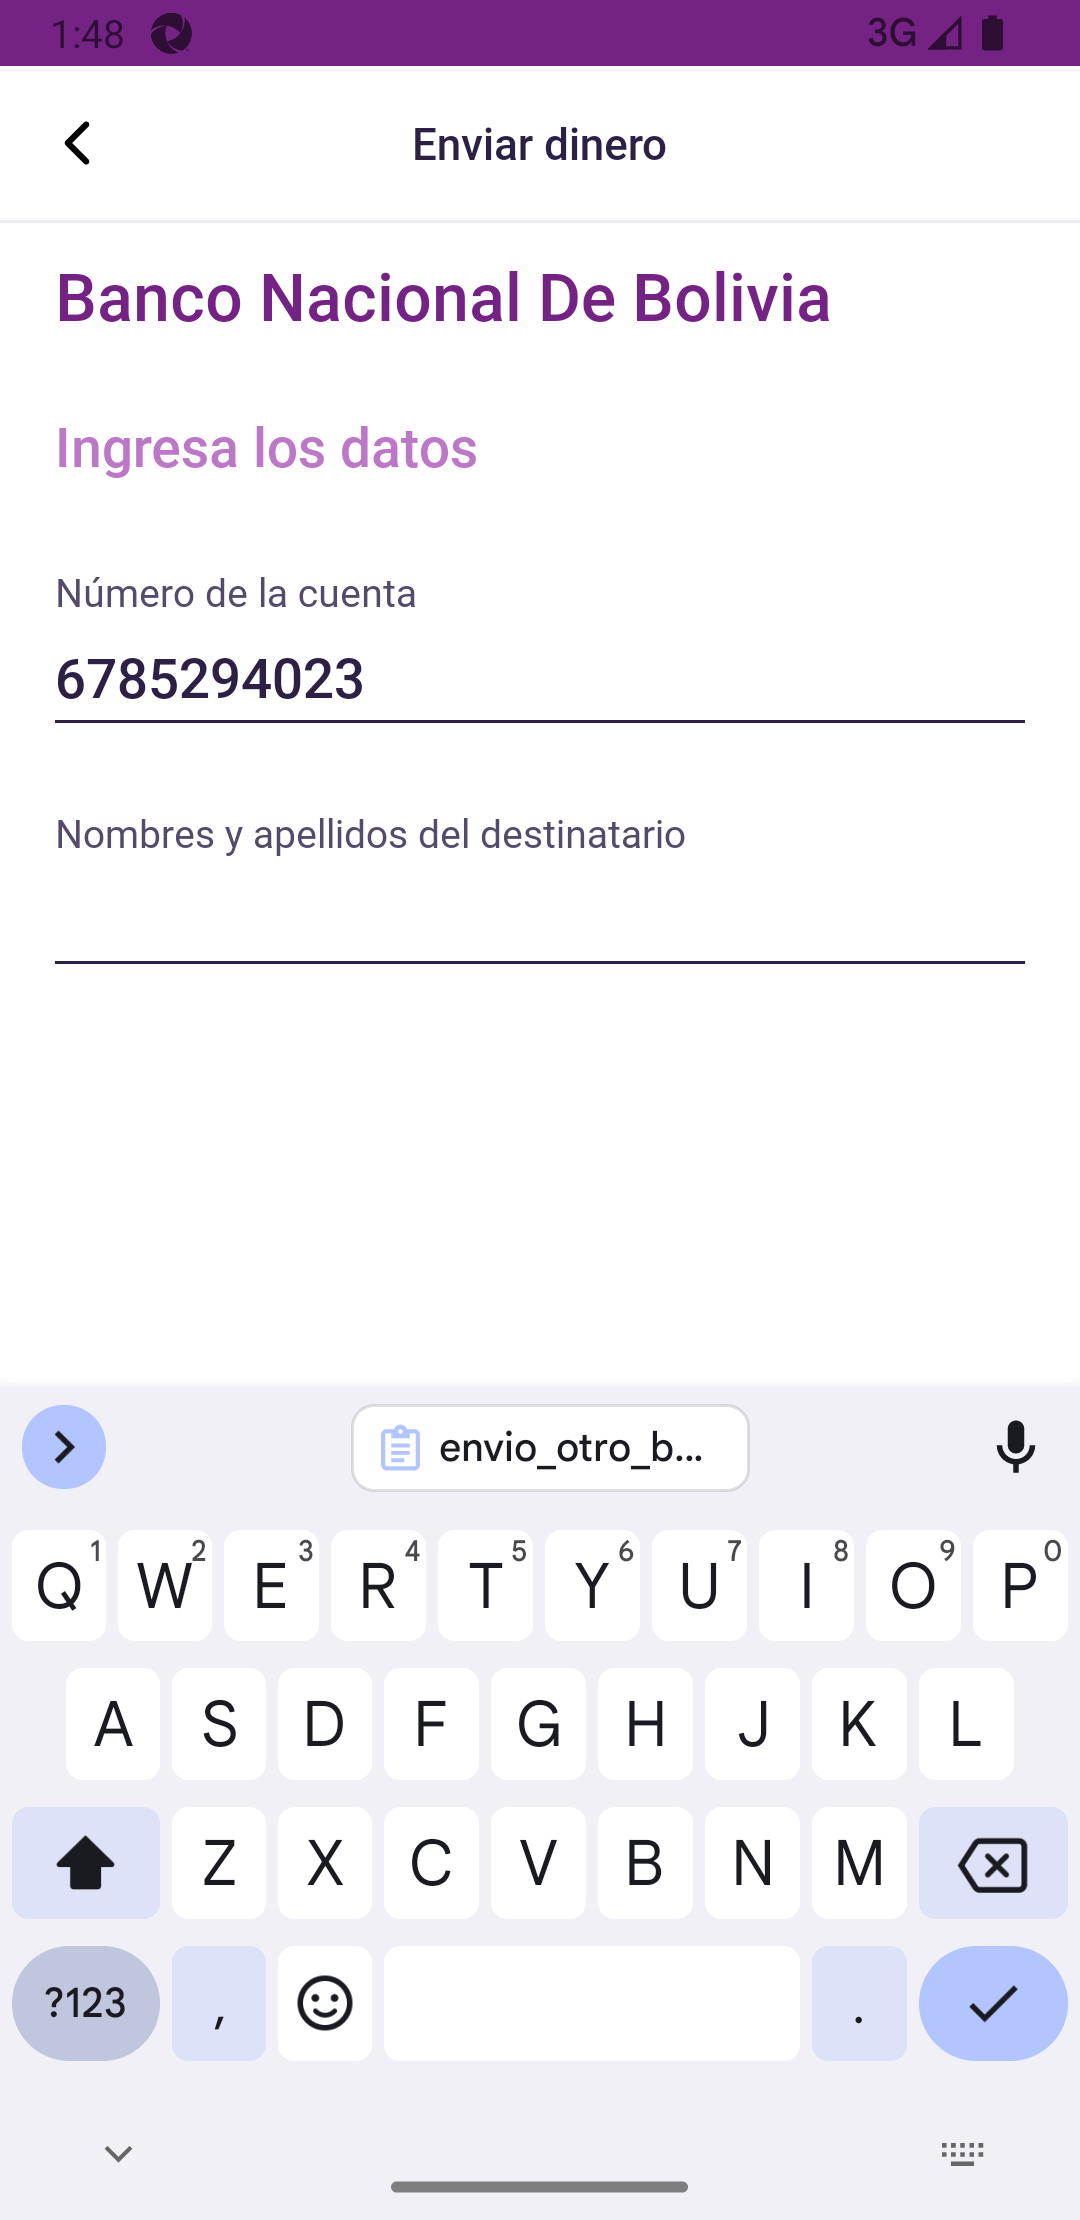 1:48
3G
Enviar dinero
Banco Nacional De Bolivia
Ingresa los datos
Número de la cuenta
6785294023
Nombres y apellidos del destinatario
envio_otro_b...
Q 1 W 2 E 3 R 4 T 5 Y 6 U 7 I 8 O 9 P 0
A S D F G H J K L
Z X C V B N M
?123 , .